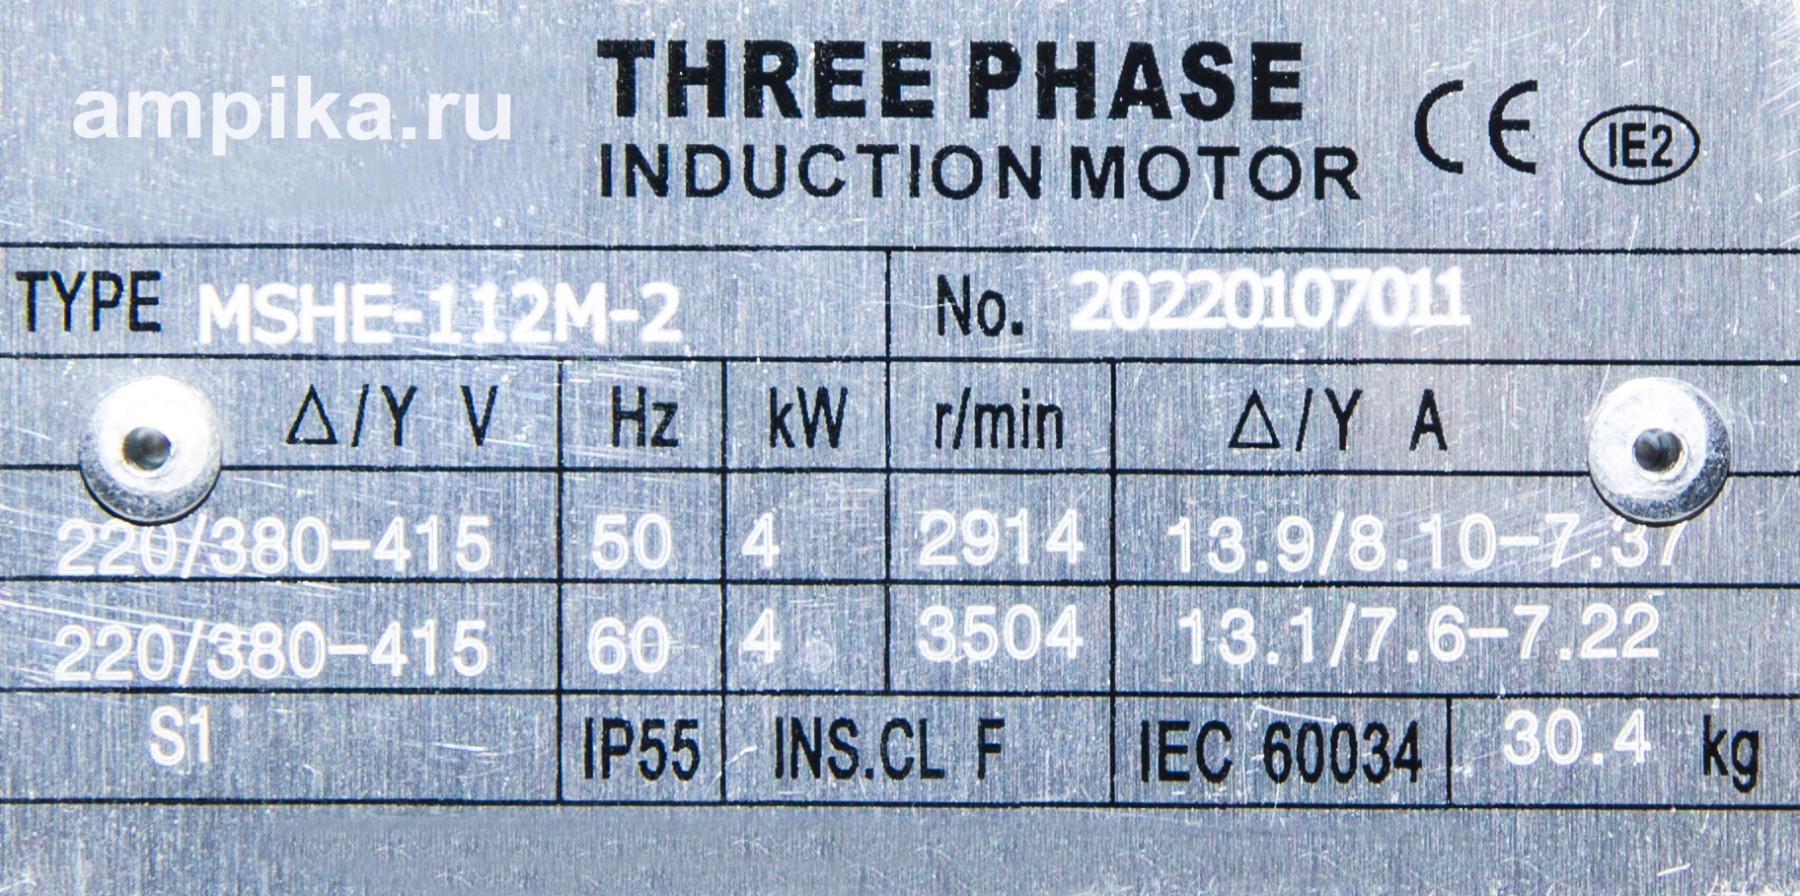 ampika.ru
THREE PHASE
INDUCTION MOTOR
CE IE2
TYPE MSHE-112M-2 No. 20220107011
Δ/Y V Hz kW r/min Δ/Y A
220/380-415 50 4 2914 13.9/8.10-7.37
220/380-415 60 4 3504 13.1/7.6-7.22
S1 IP55 INS.CL F IEC 60034 30.4 kg